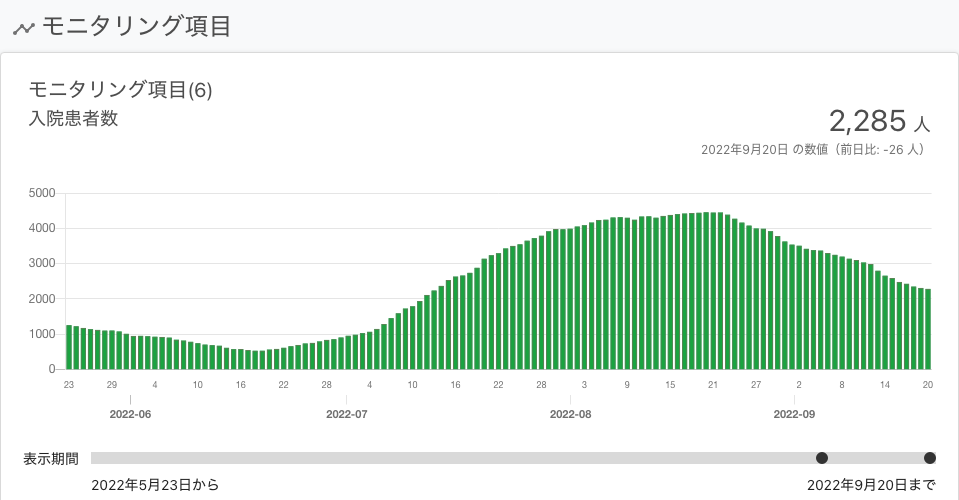 モニタリング項目
モニタリング項目(6)
入院患者数
2,285 人
2022年9月20日 の数値（前日比: -26 人）
5000
4000
3000
2000
1000
0
23 29 4 10 16 22 28 4 10 16 22 28 3 9 15 21 27 2 8 14 20
2022-06 2022-07 2022-08 2022-09
表示期間
2022年5月23日から 2022年9月20日まで